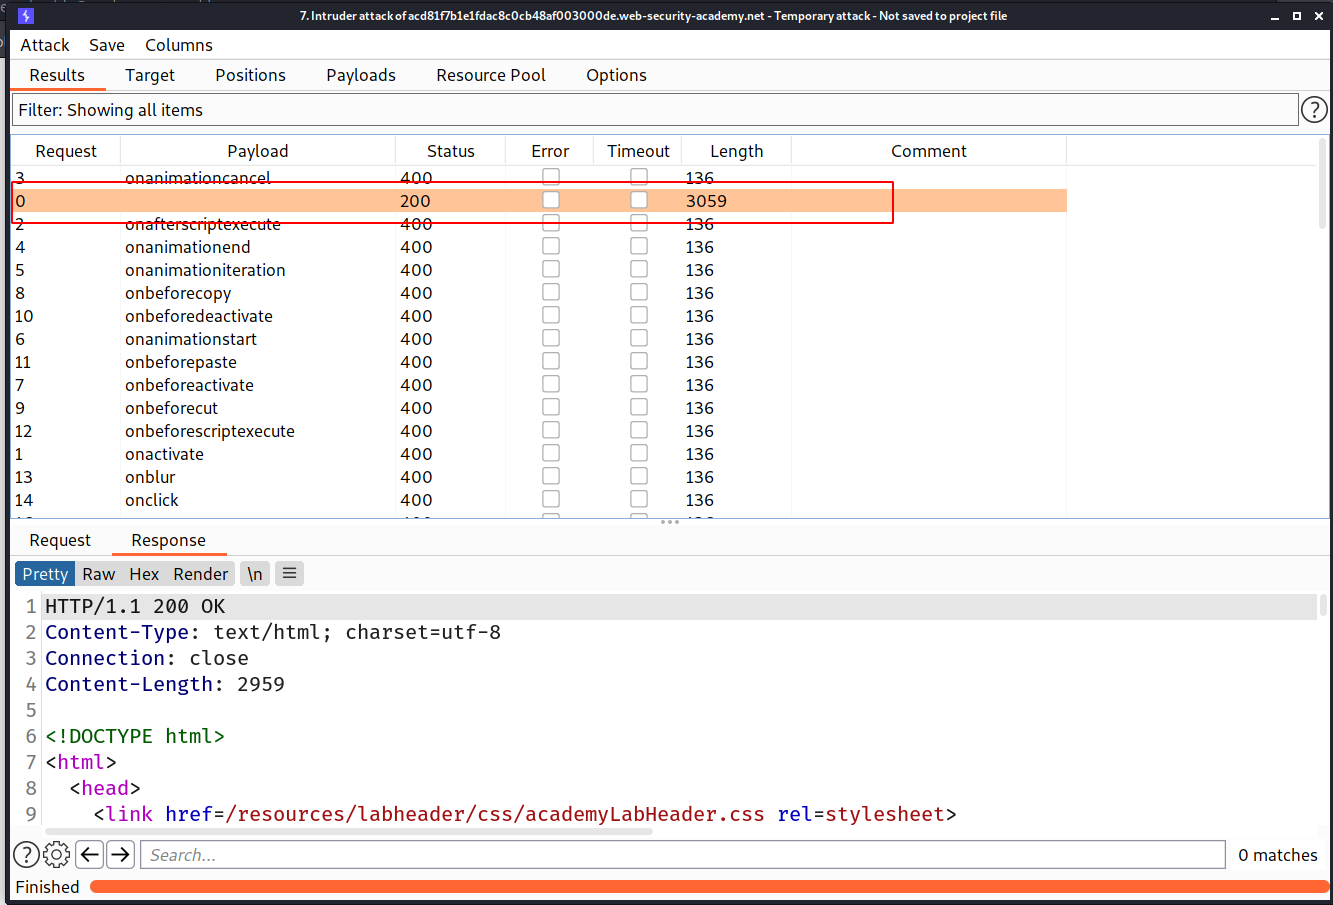 7. Intruder attack of acd81f7b1e1fdac8c0cb48af003000de.web-security-academy.net - Temporary attack - Not saved to project file
Attack Save Columns
Results Target Positions Payloads Resource Pool Options
Filter: Showing all items ?
Request Payload Status Error Timeout Length Comment
3 onanimationcancel 400 136
0 200 3059
2 onafterscriptexecute 400 136
4 onanimationend 400 136
5 onanimationiteration 400 136
8 onbeforecopy 400 136
10 onbeforedeactivate 400 136
6 onanimationstart 400 136
11 onbeforepaste 400 136
7 onbeforeactivate 400 136
9 onbeforecut 400 136
12 onbeforescriptexecute 400 136
1 onactivate 400 136
13 onblur 400 136
14 onclick 400 136
Request Response
Pretty Raw Hex Render \n
1 HTTP/1.1 200 OK
2 Content-Type: text/html; charset=utf-8
3 Connection: close
4 Content-Length: 2959
5
6 <!DOCTYPE html>
7 <html>
8 <head>
9 <link href=/resources/labheader/css/academyLabHeader.css rel=stylesheet>
? Search... 0 matches
Finished